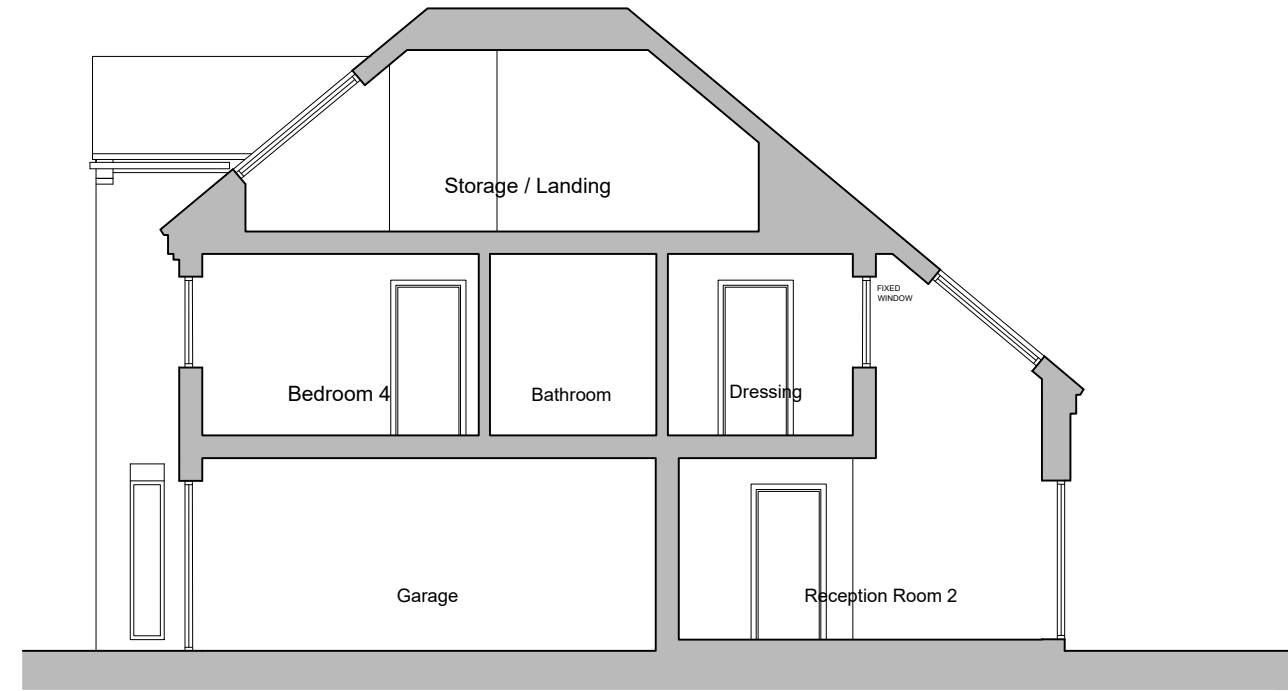 Storage / Landing
FIXED
WINDOW
Bedroom 4
Bathroom
Dressing
Garage
Reception Room 2